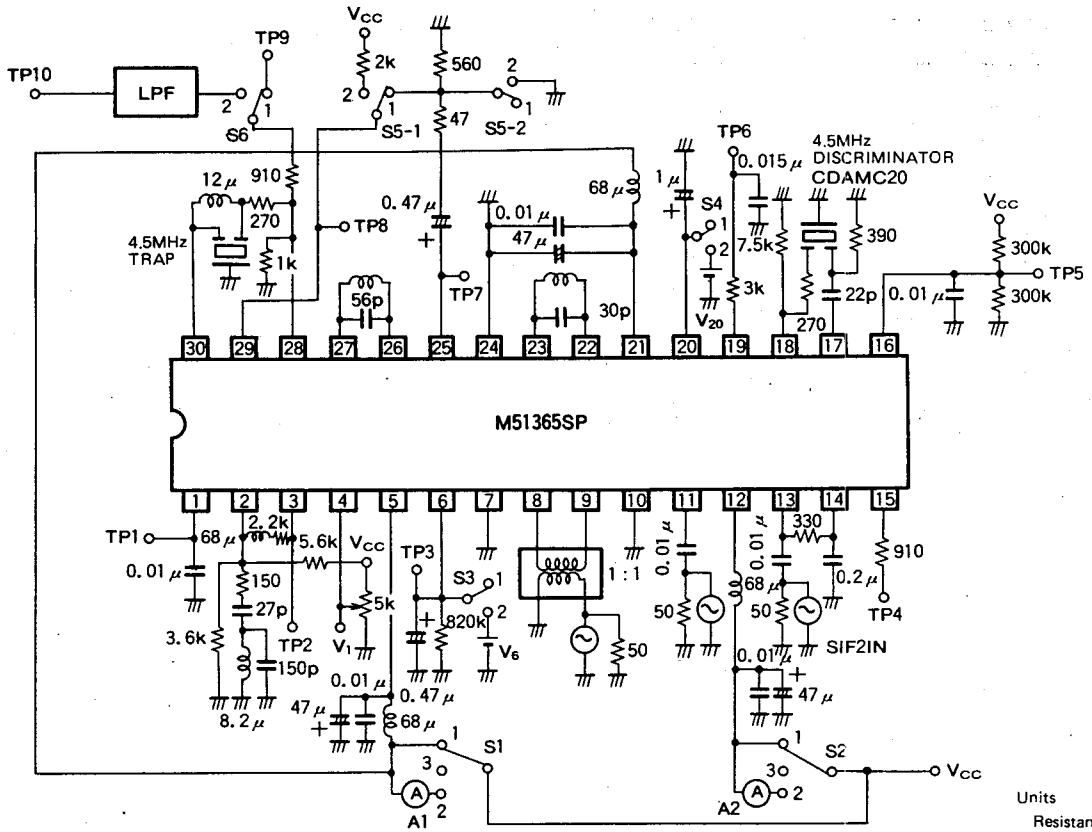 VCC
TP9
TP10
LPF
2
1
S6
2k
2
1
S5-1
560
47
2
1
S5-2
TP6
0.015μ
4.5MHz
DISCRIMINATOR
CDAMC20
12μ
910
270
4.5MHz
TRAP
1k
TP8
0.47μ
+
TP7
56p
68μ
0.01μ
47μ
30p
1μ
+
S4
1
2
V20
7.5k
3k
270
390
22p
0.01μ
VCC
300k
TP5
300k
30
29
28
27
26
25
24
23
22
21
20
19
18
17
16
M51365SP
1
2
3
4
5
6
7
8
9
10
11
12
13
14
15
TP1
0.01μ
68μ
2.2k
5.6k
VCC
150
27p
3.6k
TP2
150p
8.2μ
V1
5k
TP3
S3
1
2
+
820k
V6
0.47μ
1 : 1
50
0.01μ
50
68μ
0.01μ
330
0.2μ
50
SIF2IN
910
TP4
47μ
+
0.01μ
68μ
0.01μ
+
47μ
1
3
2
S1
A
A1
1
3
2
S2
A
A2
VCC
Units
Resistan